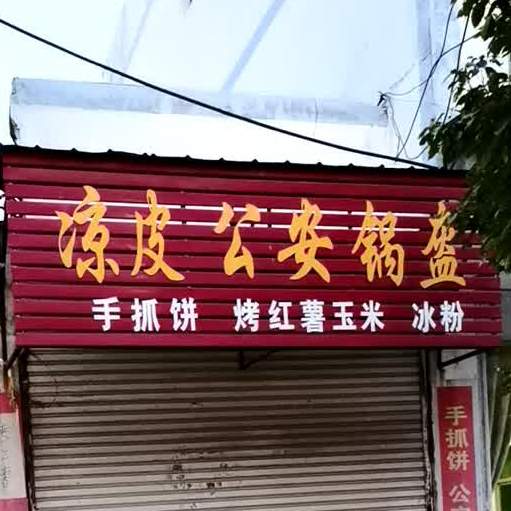 凉皮 公安锅盔
手抓饼 烤红薯玉米 冰粉
手抓饼 公